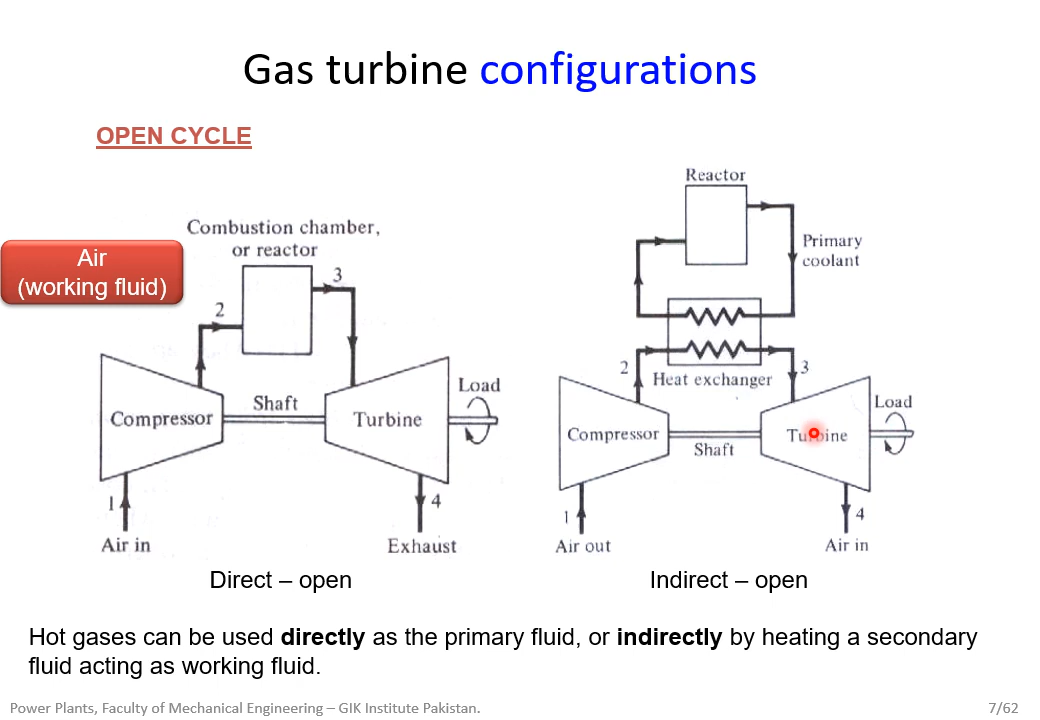 Gas turbine configurations
OPEN CYCLE
Air
(working fluid)
Combustion chamber,
or reactor
2
3
Compressor
Shaft
Turbine
Load
1
4
Air in
Exhaust
Direct – open
Reactor
Primary
coolant
2
3
Heat exchanger
Compressor
Shaft
Turbine
Load
1
4
Air out
Air in
Indirect – open
Hot gases can be used directly as the primary fluid, or indirectly by heating a secondary
fluid acting as working fluid.
Power Plants, Faculty of Mechanical Engineering – GIK Institute Pakistan.
7/62